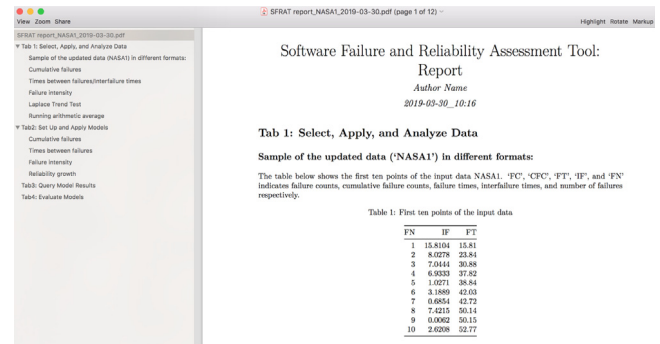 SFRAT report_NASA1_2019-03-30.pdf (page 1 of 12)
View Zoom Share
Highlight Rotate Markup
SFRAT report_NASA1_2019-03-30.pdf
Tab 1: Select, Apply, and Analyze Data
Sample of the updated data (NASA1) in different formats:
Cumulative failures
Times between failures/interfailure times
Failure intensity
Laplace Trend Test
Running arithmetic average
Tab2: Set Up and Apply Models
Cumulative failures
Times between failures
Failure intensity
Reliability growth
Tab3: Query Model Results
Tab4: Evaluate Models
Software Failure and Reliability Assessment Tool:
Report
Author Name
2019-03-30_10:16
Tab 1: Select, Apply, and Analyze Data
Sample of the updated data (‘NASA1’) in different formats:
The table below shows the first ten points of the input data NASA1. ‘FC’, ‘CFC’, ‘FT’, ‘IF’, and ‘FN’
indicates failure counts, cumulative failure counts, failure times, interfailure times, and number of failures
respectively.
Table 1: First ten points of the input data
FN IF FT
1 15.8104 15.81
2 8.0278 23.84
3 7.0444 30.88
4 6.9333 37.82
5 1.0271 38.84
6 3.1889 42.03
7 0.6854 42.72
8 7.4215 50.14
9 0.0062 50.15
10 2.6208 52.77